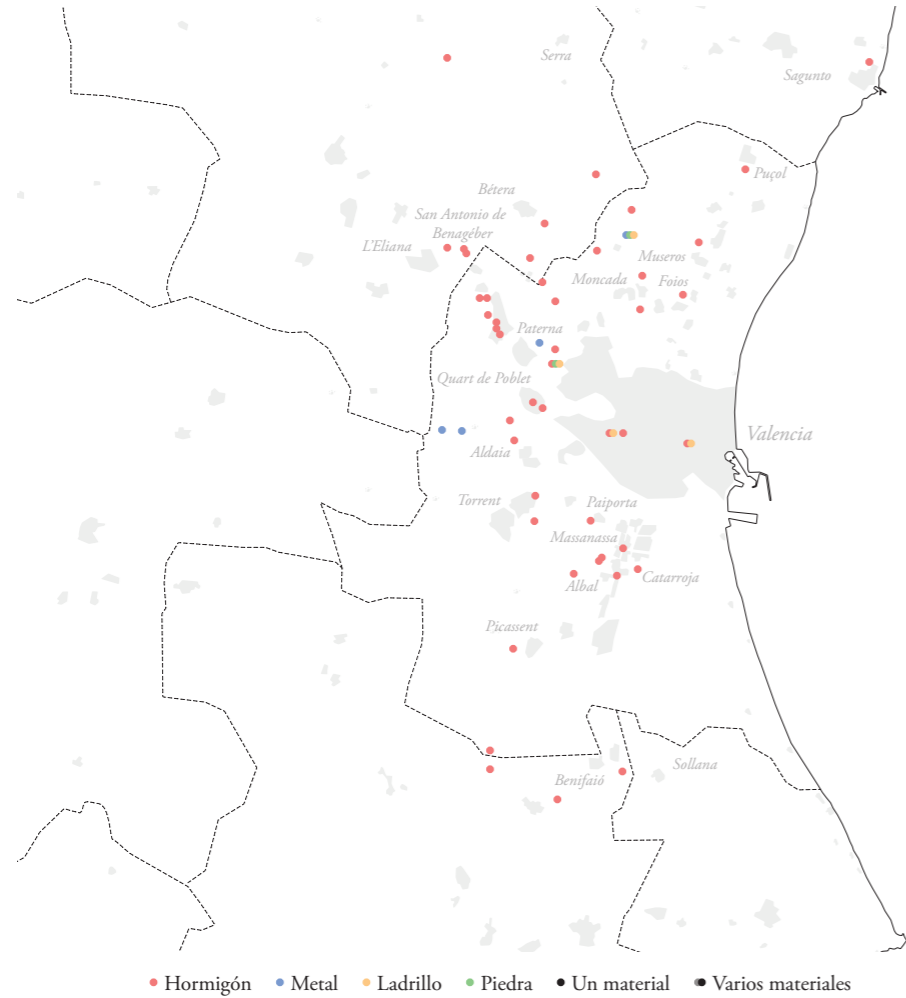 Serra
Sagunto
Puçol
Bétera
San Antonio de
Benagéber
L'Eliana
Museros
Moncada
Foios
Paterna
Quart de Poblet
Valencia
Aldaia
Torrent
Paiporta
Massanassa
Catarroja
Albal
Picassent
Sollana
Benifaió
Hormigón Metal Ladrillo Piedra Un material Varios materiales